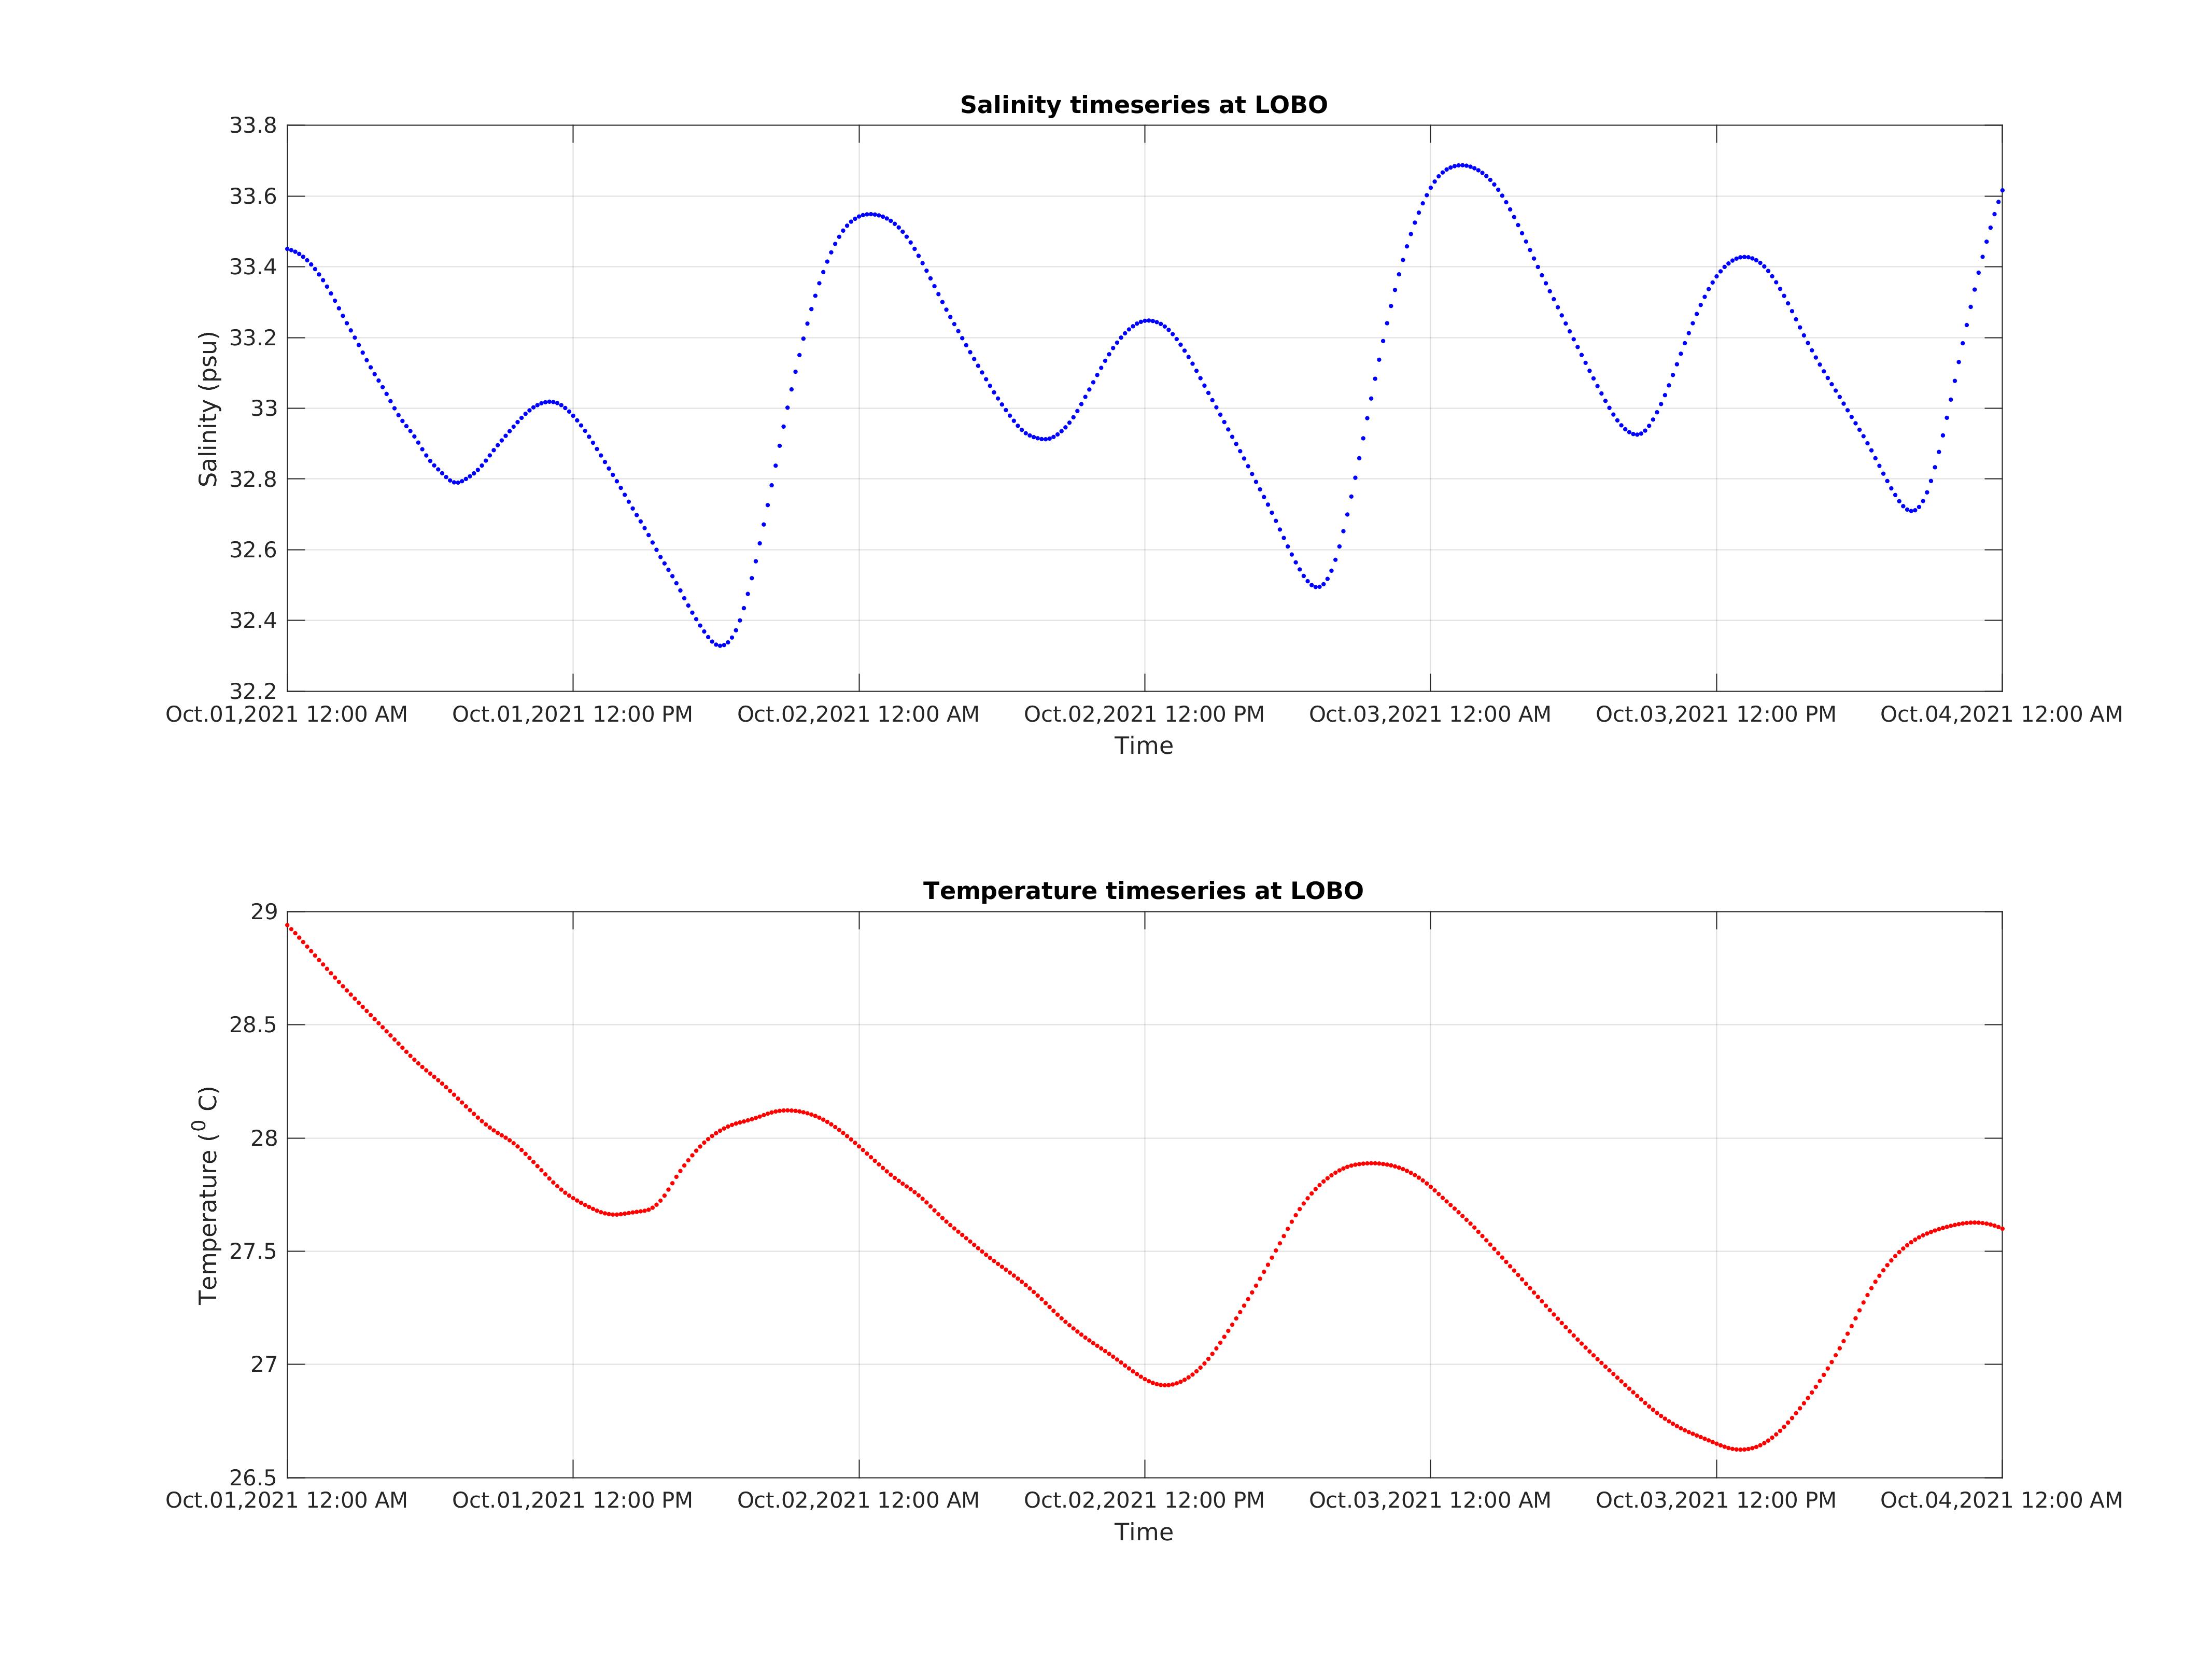 Salinity timeseries at LOBO
33.8
33.6
33.4
33.2
33
32.8
32.6
32.4
32.2
Salinity (psu)
Oct.01,2021 12:00 AM Oct.01,2021 12:00 PM Oct.02,2021 12:00 AM Oct.02,2021 12:00 PM Oct.03,2021 12:00 AM Oct.03,2021 12:00 PM Oct.04,2021 12:00 AM
Time
Temperature timeseries at LOBO
29
28.5
28
27.5
27
26.5
Temperature (⁰ C)
Oct.01,2021 12:00 AM Oct.01,2021 12:00 PM Oct.02,2021 12:00 AM Oct.02,2021 12:00 PM Oct.03,2021 12:00 AM Oct.03,2021 12:00 PM Oct.04,2021 12:00 AM
Time